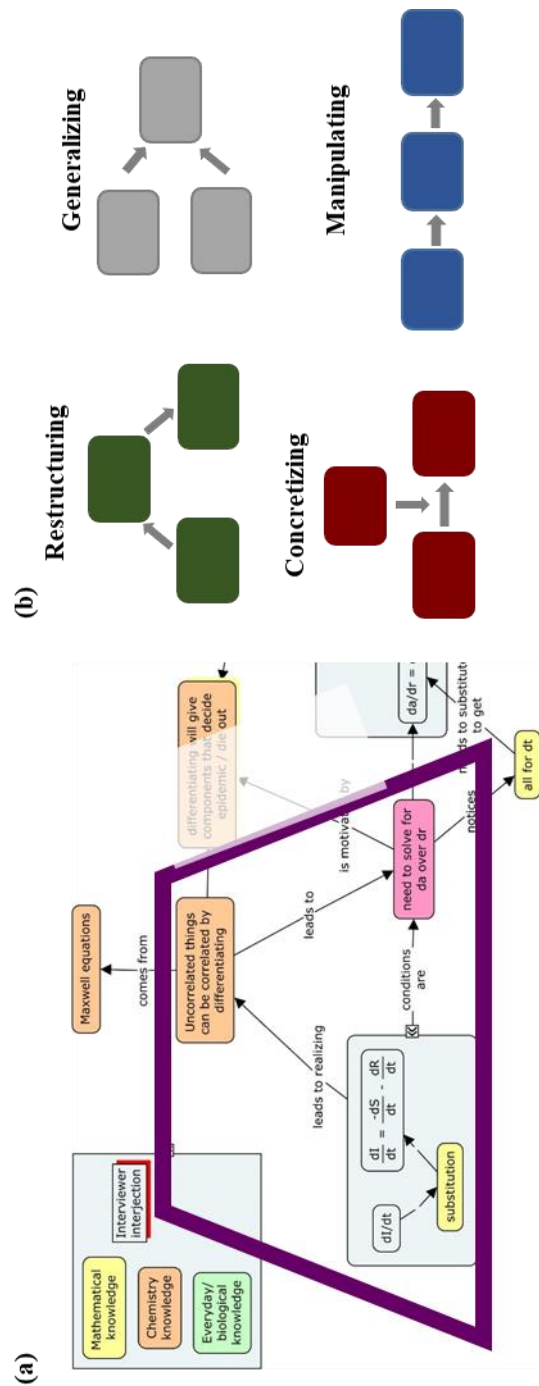 (a)
Mathematical
knowledge
Chemistry
knowledge
Everyday/
biological
knowledge
Interviewer
interjection
Maxwell equations
comes from
Uncorrelated things
can be correlated by
differentiating
differentiating will give
components that decide
epidemic / die out
leads to realizing
leads to
is motivated by
dI/dt
substitution
dI/dt = -dS/dt - dR/dt
conditions
are
need to solve for
da over dr
notices
all for dt
to get
da/dr =
(b)
Restructuring
Generalizing
Concretizing
Manipulating